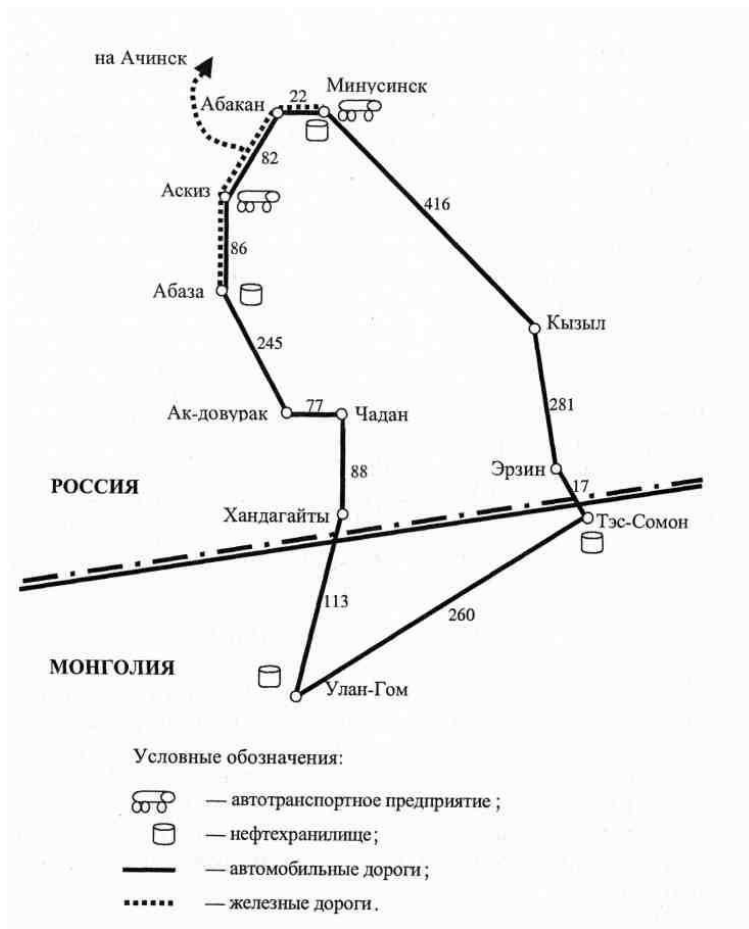 на Ачинск
Абакан
22
Минусинск
82
Аскиз
416
86
Абаза
Кызыл
245
Ак-довурак
77
Чадан
281
88
Эрзин
РОССИЯ
17
Хандагайты
Тэс-Сомон
113
260
МОНГОЛИЯ
Улан-Гом
Условные обозначения:
— автотранспортное предприятие ;
— нефтехранилище ;
— автомобильные дороги ;
— железные дороги .